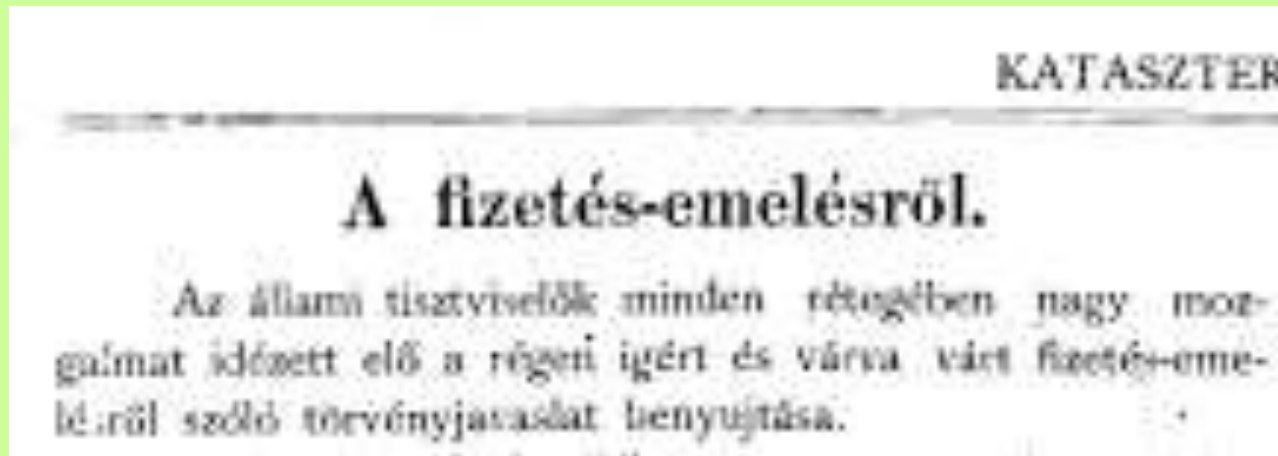 KATASZTER
A fizetés-emelésről.
Az állami tisztviselők minden rétegében nagy moz-
galmat idézett elő a régen igért és várva várt fizetés-eme-
lésről szóló törvényjavaslat benyujtása.